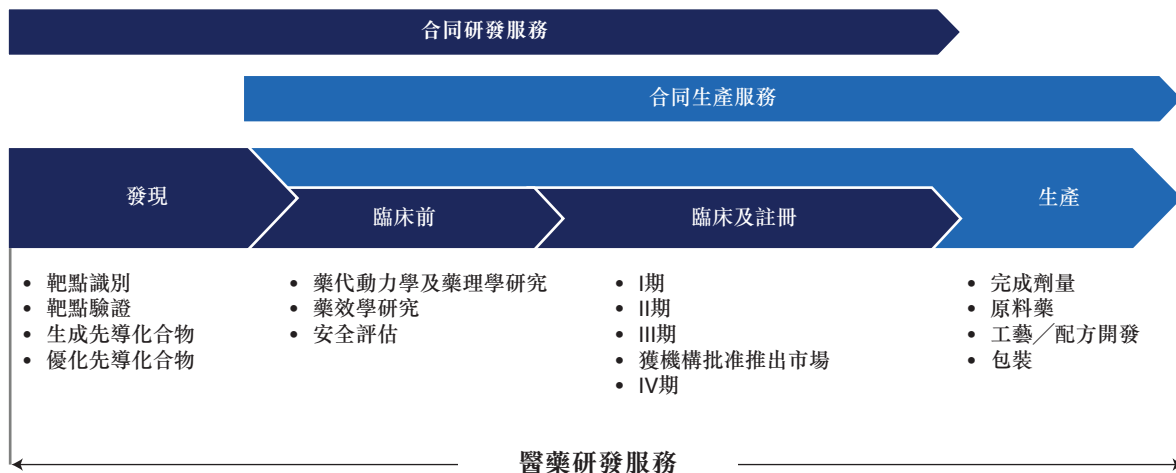 合同研發服務
合同生產服務
發現
臨床前
臨床及註冊
生產
• 靶點識別
• 靶點驗證
• 生成先導化合物
• 優化先導化合物
• 藥代動力學及藥理學研究
• 藥效學研究
• 安全評估
• I期
• II期
• III期
• 獲機構批准推出市場
• IV期
• 完成劑量
• 原料藥
• 工藝╱配方開發
• 包裝
醫藥研發服務